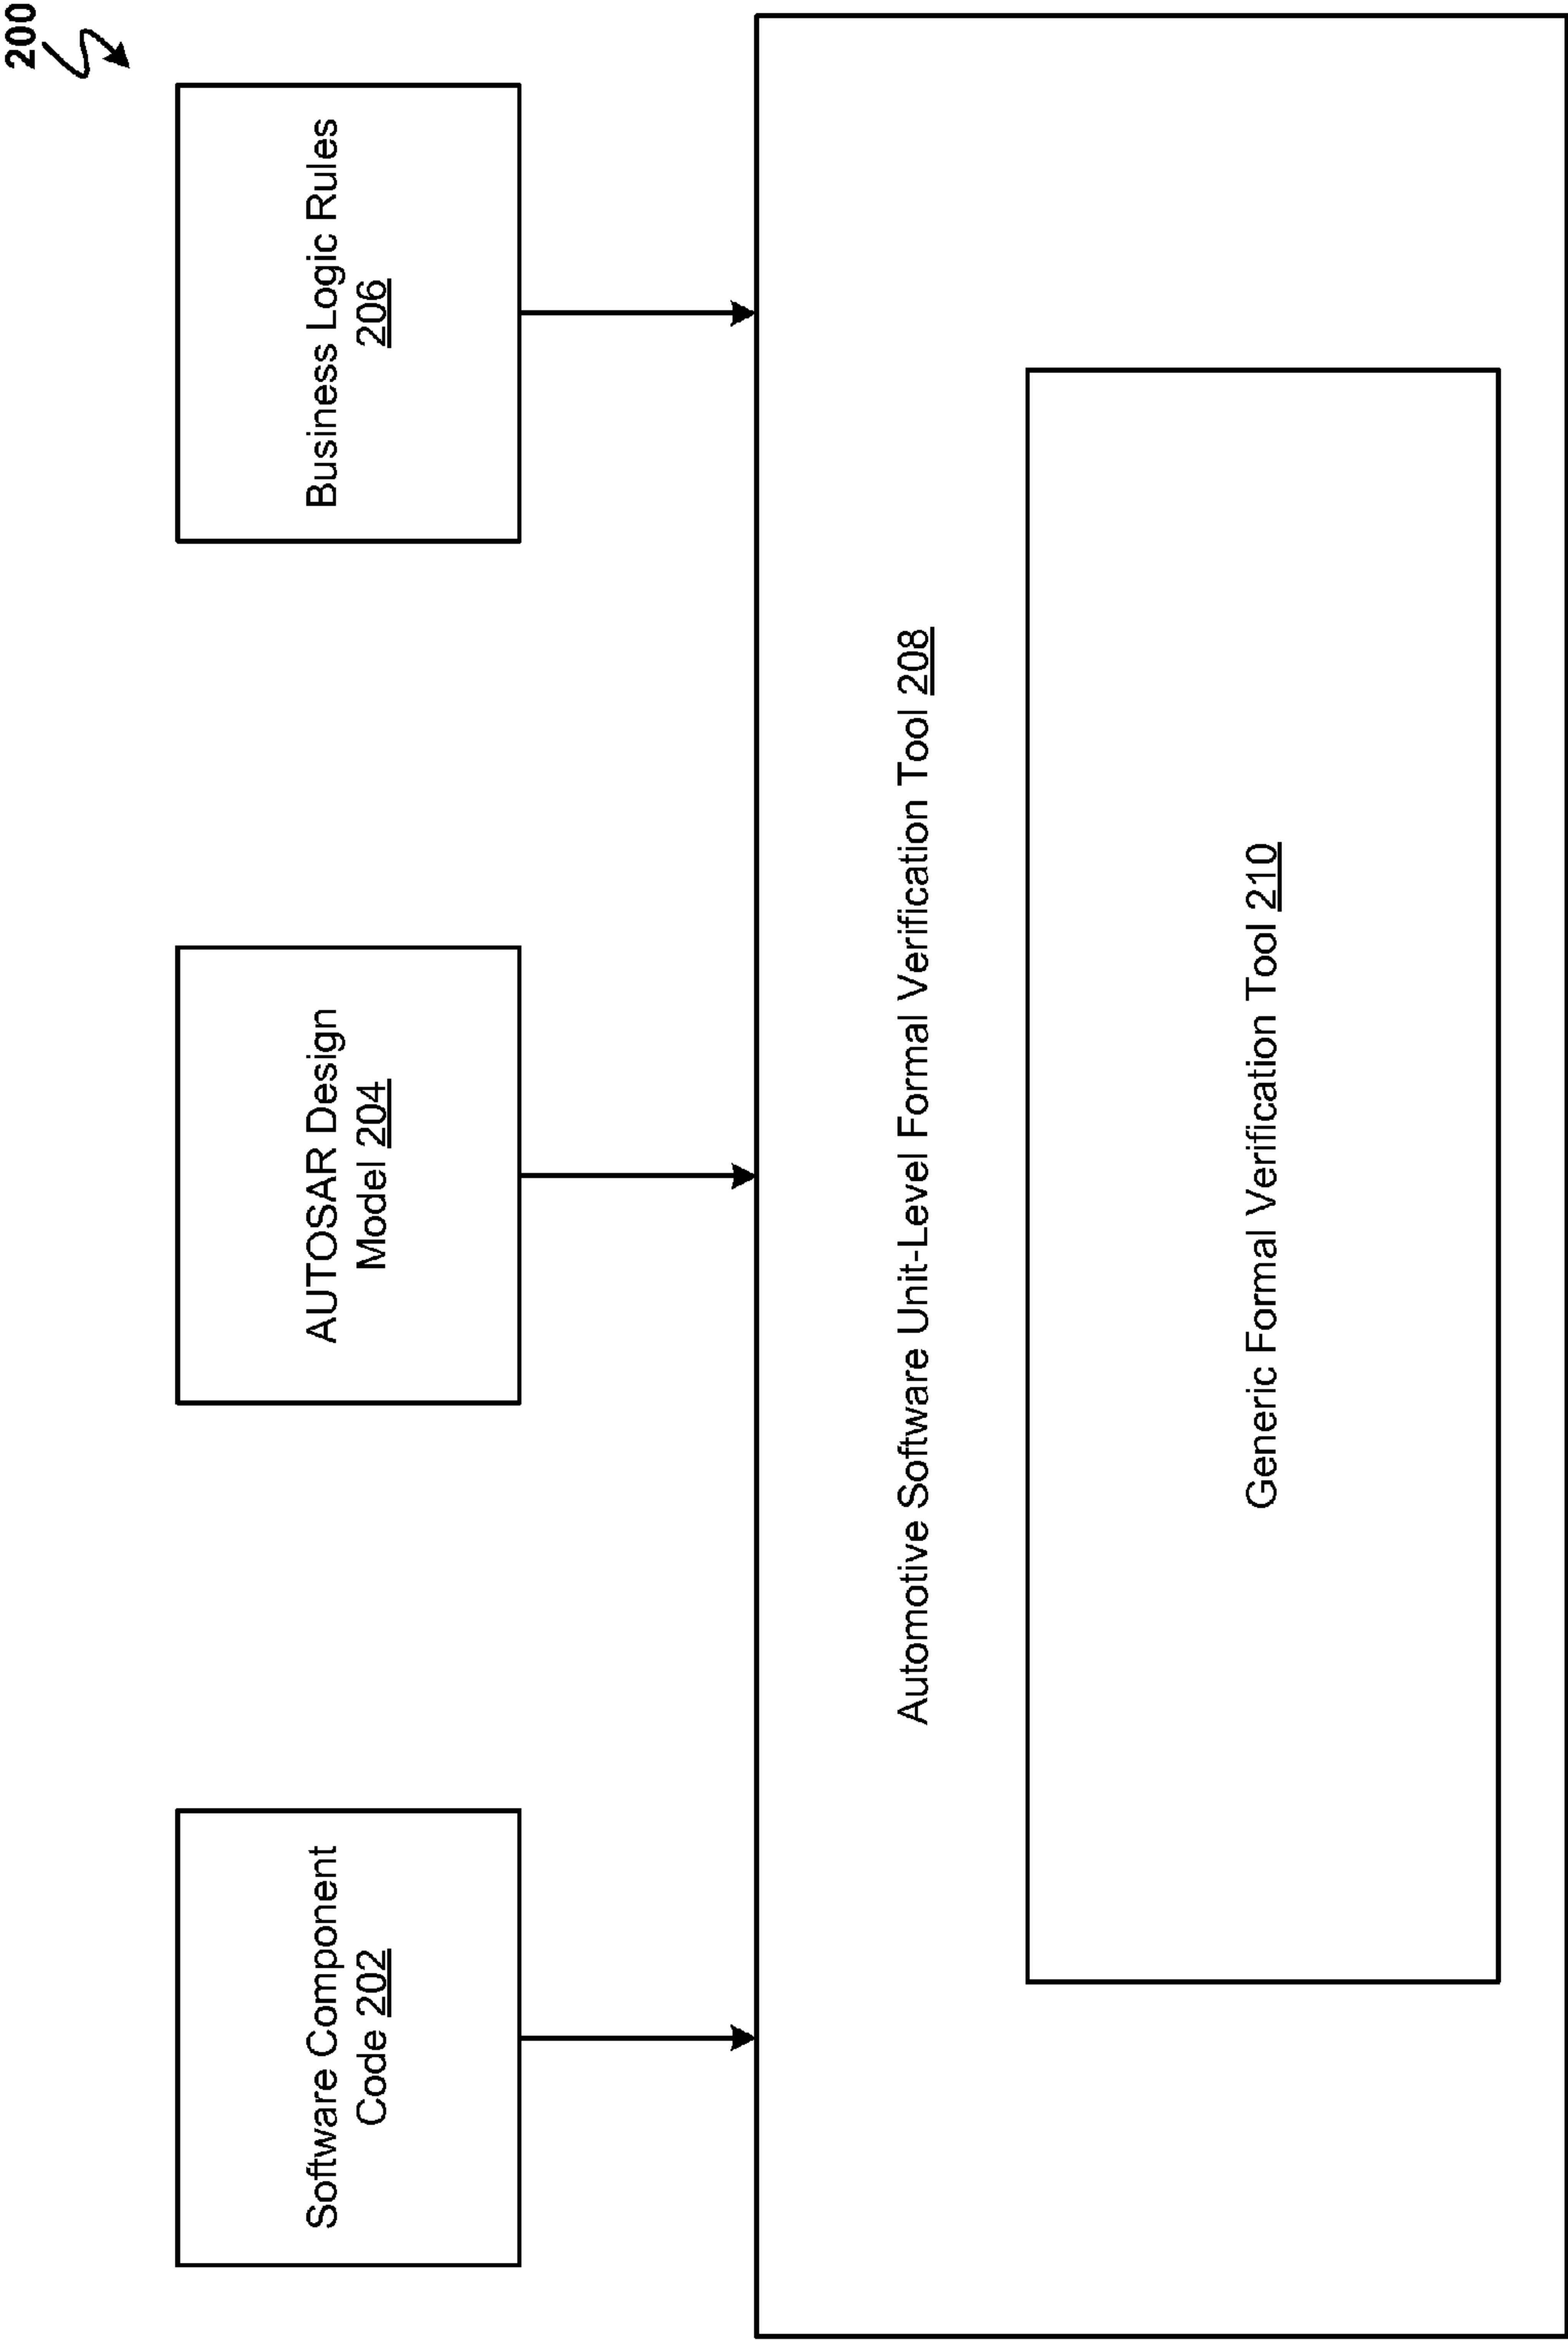 200
Software Component
Code 202
AUTOSAR Design
Model 204
Business Logic Rules
206
Automotive Software Unit-Level Formal Verification Tool 208
Generic Formal Verification Tool 210